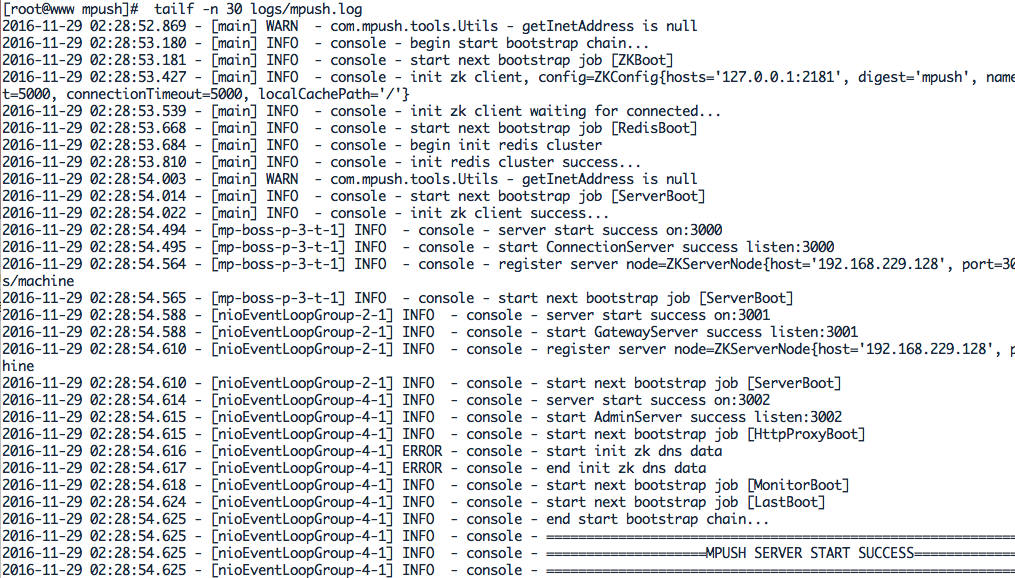 [root@www mpush]#  tailf -n 30 logs/mpush.log
2016-11-29 02:28:52.869 - [main] WARN  - com.mpush.tools.Utils - getInetAddress is null
2016-11-29 02:28:53.180 - [main] INFO  - console - begin start bootstrap chain...
2016-11-29 02:28:53.181 - [main] INFO  - console - start next bootstrap job [ZKBoot]
2016-11-29 02:28:53.427 - [main] INFO  - console - init zk client, config=ZKConfig{hosts='127.0.0.1:2181', digest='mpush', name
t=5000, connectionTimeout=5000, localCachePath='/'}
2016-11-29 02:28:53.539 - [main] INFO  - console - init zk client waiting for connected...
2016-11-29 02:28:53.668 - [main] INFO  - console - start next bootstrap job [RedisBoot]
2016-11-29 02:28:53.684 - [main] INFO  - console - begin init redis cluster
2016-11-29 02:28:53.810 - [main] INFO  - console - init redis cluster success...
2016-11-29 02:28:54.003 - [main] WARN  - com.mpush.tools.Utils - getInetAddress is null
2016-11-29 02:28:54.014 - [main] INFO  - console - start next bootstrap job [ServerBoot]
2016-11-29 02:28:54.022 - [main] INFO  - console - init zk client success...
2016-11-29 02:28:54.494 - [mp-boss-p-3-t-1] INFO  - console - server start success on:3000
2016-11-29 02:28:54.495 - [mp-boss-p-3-t-1] INFO  - console - start ConnectionServer success listen:3000
2016-11-29 02:28:54.564 - [mp-boss-p-3-t-1] INFO  - console - register server node=ZKServerNode{host='192.168.229.128', port=30
s/machine
2016-11-29 02:28:54.565 - [mp-boss-p-3-t-1] INFO  - console - start next bootstrap job [ServerBoot]
2016-11-29 02:28:54.588 - [nioEventLoopGroup-2-1] INFO  - console - server start success on:3001
2016-11-29 02:28:54.588 - [nioEventLoopGroup-2-1] INFO  - console - start GatewayServer success listen:3001
2016-11-29 02:28:54.610 - [nioEventLoopGroup-2-1] INFO  - console - register server node=ZKServerNode{host='192.168.229.128', p
hine
2016-11-29 02:28:54.610 - [nioEventLoopGroup-2-1] INFO  - console - start next bootstrap job [ServerBoot]
2016-11-29 02:28:54.614 - [nioEventLoopGroup-4-1] INFO  - console - server start success on:3002
2016-11-29 02:28:54.615 - [nioEventLoopGroup-4-1] INFO  - console - start AdminServer success listen:3002
2016-11-29 02:28:54.615 - [nioEventLoopGroup-4-1] INFO  - console - start next bootstrap job [HttpProxyBoot]
2016-11-29 02:28:54.616 - [nioEventLoopGroup-4-1] ERROR - console - start init zk dns data
2016-11-29 02:28:54.617 - [nioEventLoopGroup-4-1] ERROR - console - end init zk dns data
2016-11-29 02:28:54.618 - [nioEventLoopGroup-4-1] INFO  - console - start next bootstrap job [MonitorBoot]
2016-11-29 02:28:54.624 - [nioEventLoopGroup-4-1] INFO  - console - start next bootstrap job [LastBoot]
2016-11-29 02:28:54.625 - [nioEventLoopGroup-4-1] INFO  - console - end start bootstrap chain...
2016-11-29 02:28:54.625 - [nioEventLoopGroup-4-1] INFO  - console - ===========================================================
2016-11-29 02:28:54.625 - [nioEventLoopGroup-4-1] INFO  - console - ====================MPUSH SERVER START SUCCESS=============
2016-11-29 02:28:54.625 - [nioEventLoopGroup-4-1] INFO  - console - ===========================================================